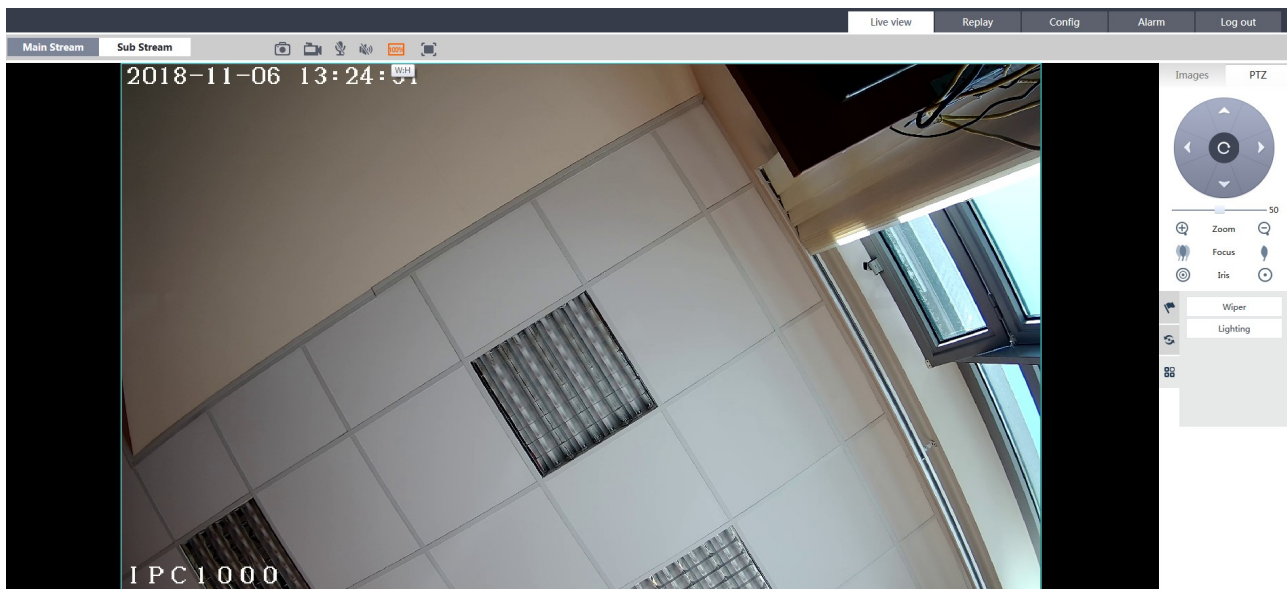 Live view Replay Config Alarm Log out
Main Stream Sub Stream 100%
W:H
2018-11-06 13:24:
Images PTZ
50
Zoom
Focus
Iris
Wiper
Lighting
IPC1000